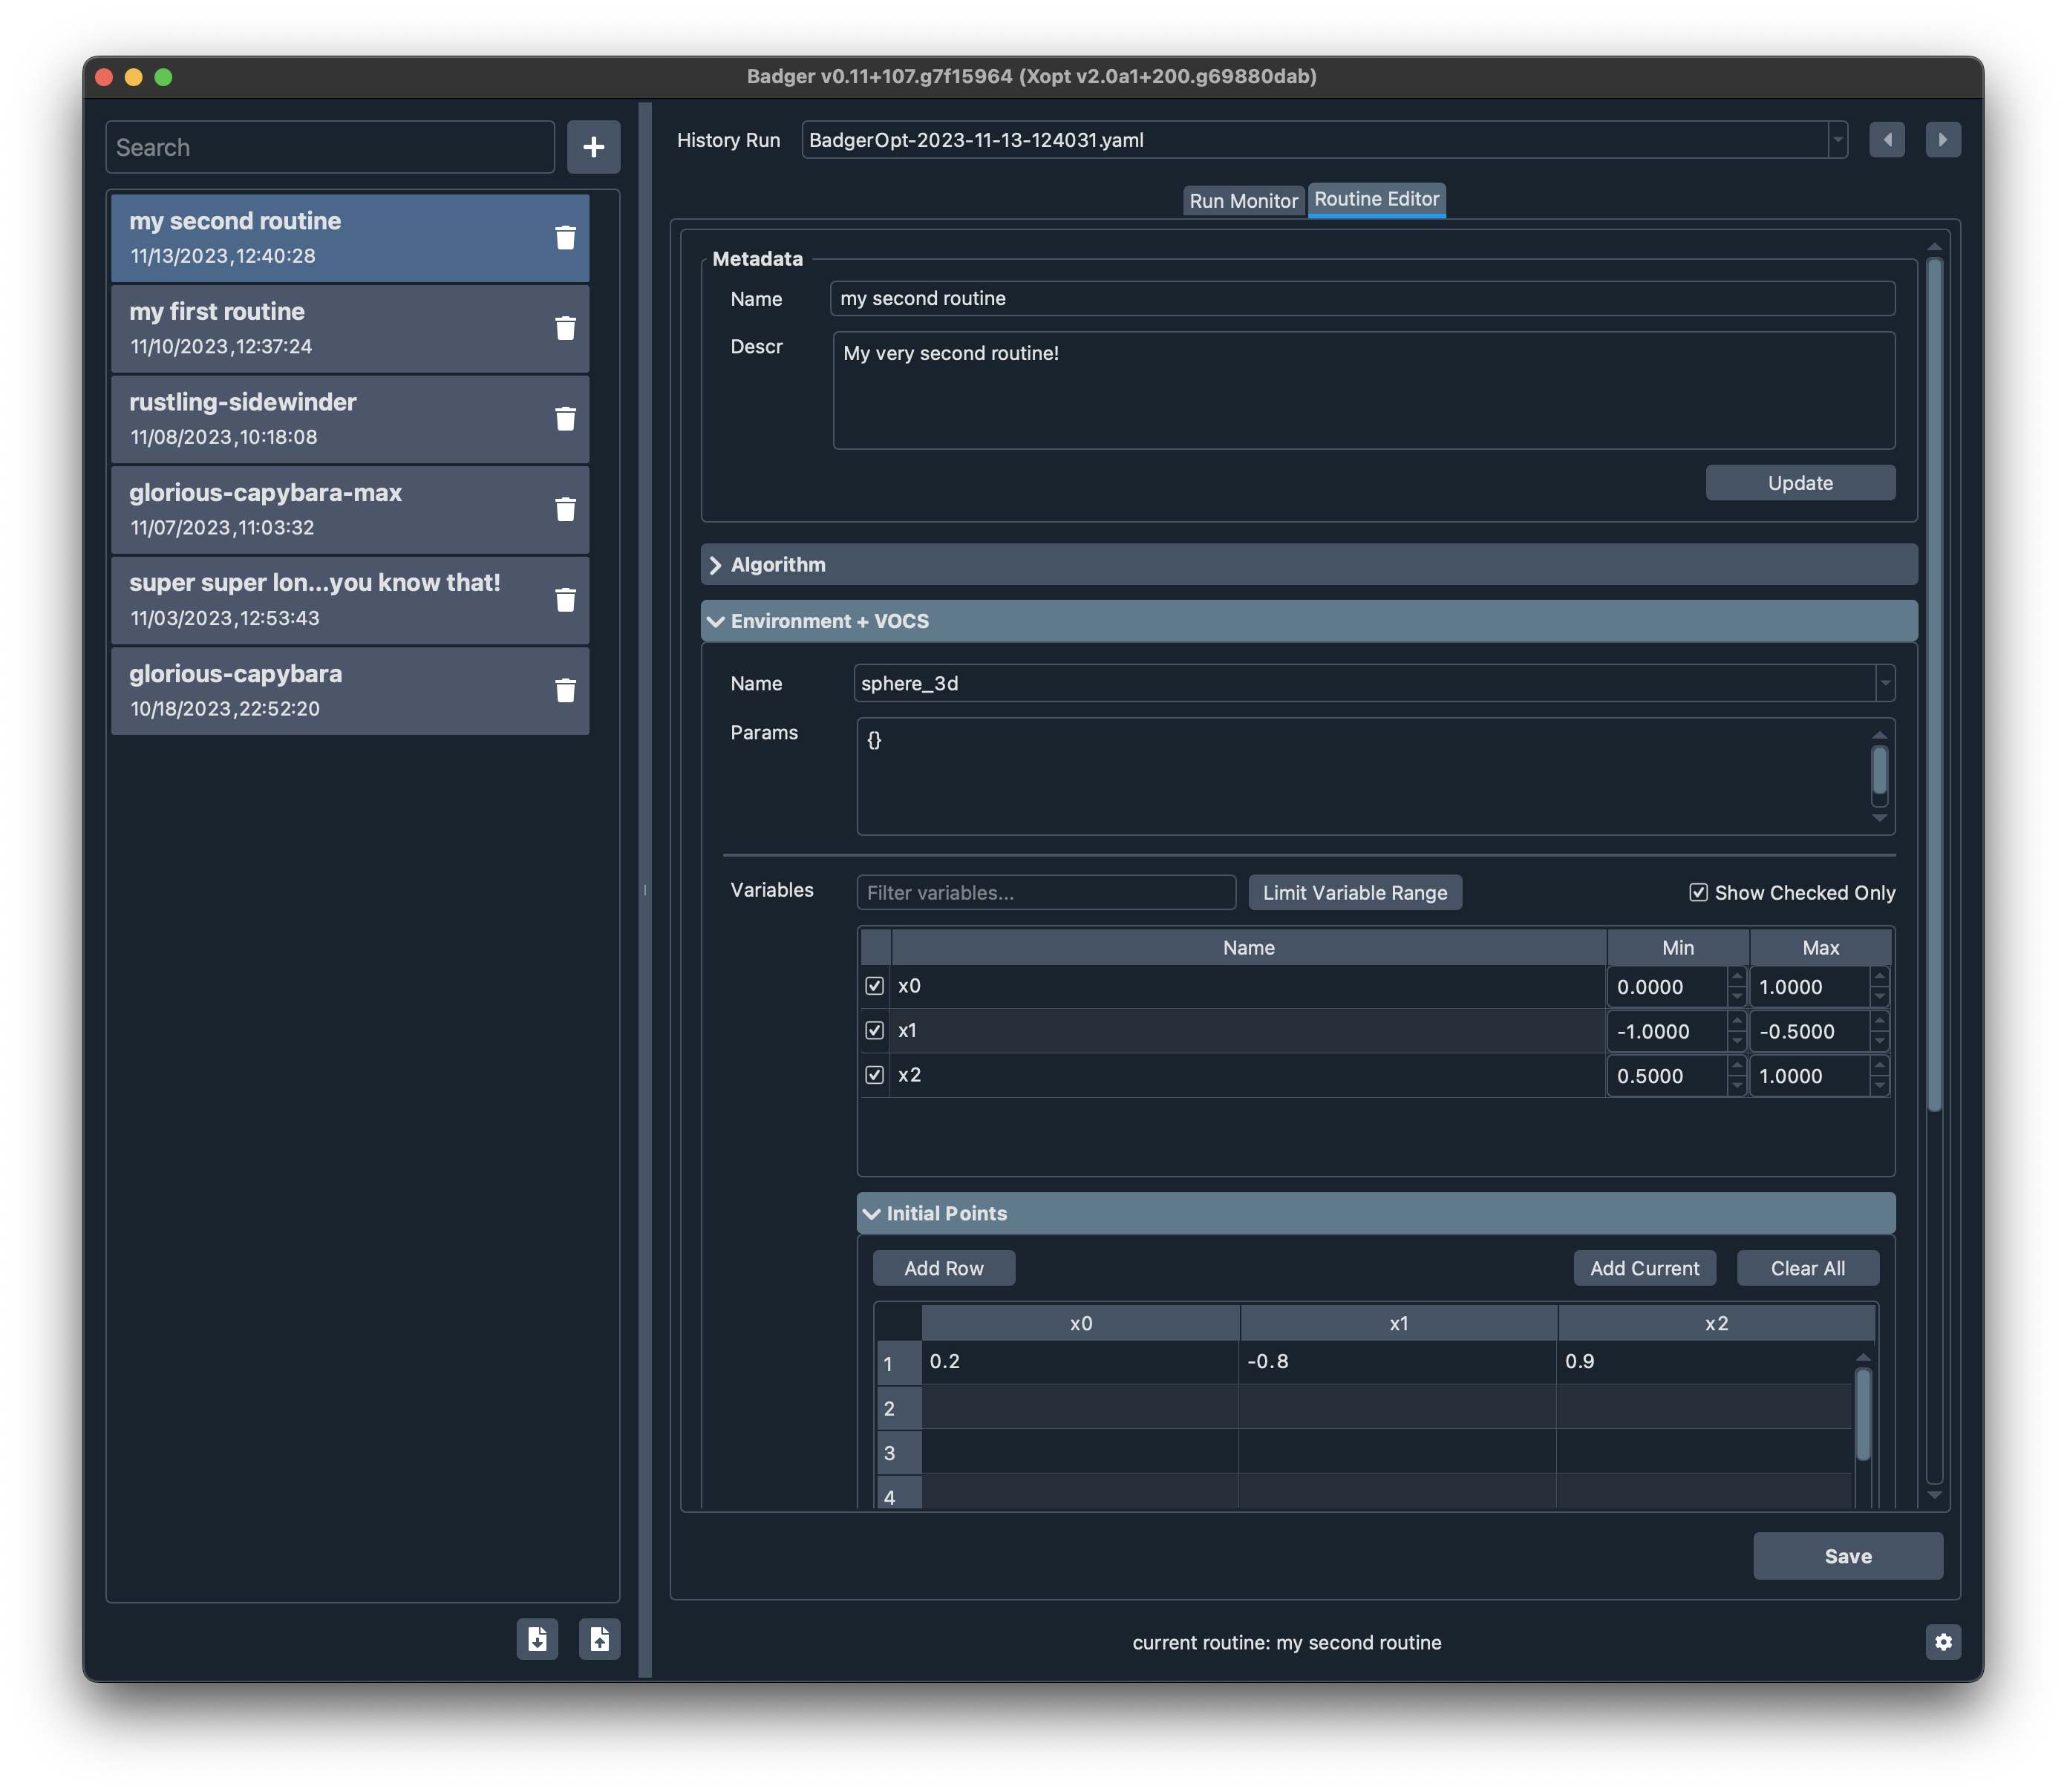 Badger v0.11+107.g7f15964 (Xopt v2.0a1+200.g69880dab)
Search
my second routine
11/13/2023,12:40:28
my first routine
11/10/2023,12:37:24
rustling-sidewinder
11/08/2023,10:18:08
glorious-capybara-max
11/07/2023,11:03:32
super super lon...you know that!
11/03/2023,12:53:43
glorious-capybara
10/18/2023,22:52:20
History Run BadgerOpt-2023-11-13-124031.yaml
Run Monitor Routine Editor
Metadata
Name my second routine
Descr My very second routine!
Update
Algorithm
Environment + VOCS
Name sphere_3d
Params {}
Variables Filter variables... Limit Variable Range Show Checked Only
Name Min Max
x0 0.0000 1.0000
x1 -1.0000 -0.5000
x2 0.5000 1.0000
Initial Points
Add Row Add Current Clear All
x0 x1 x2
1 0.2 -0.8 0.9
2
3
4
Save
current routine: my second routine